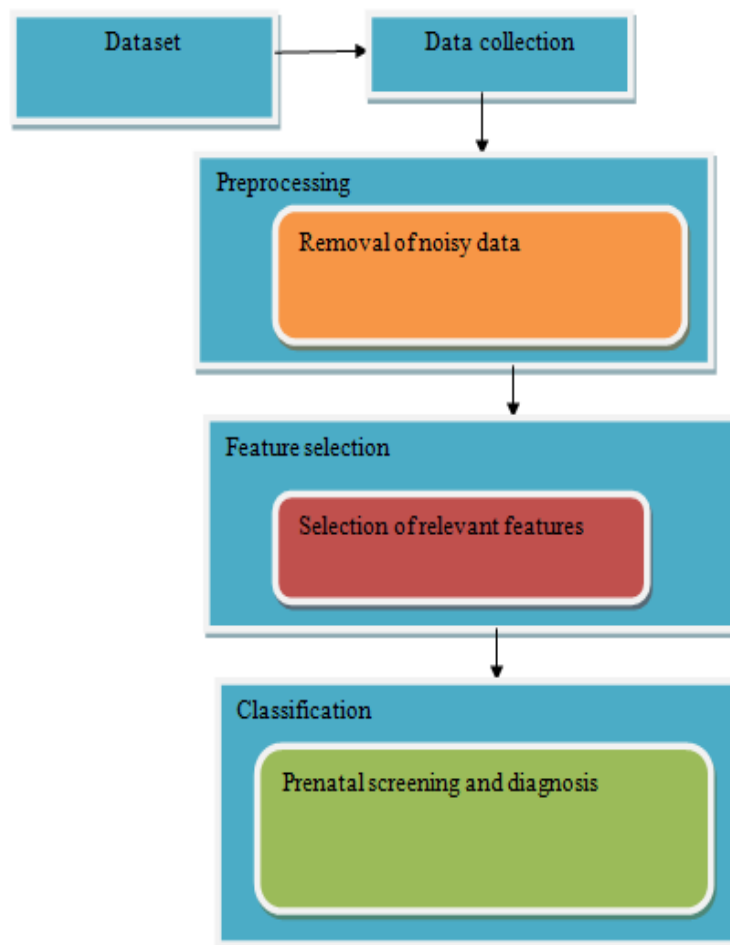 Dataset
Data collection
Preprocessing
Removal of noisy data
Feature selection
Selection of relevant features
Classification
Prenatal screening and diagnosis